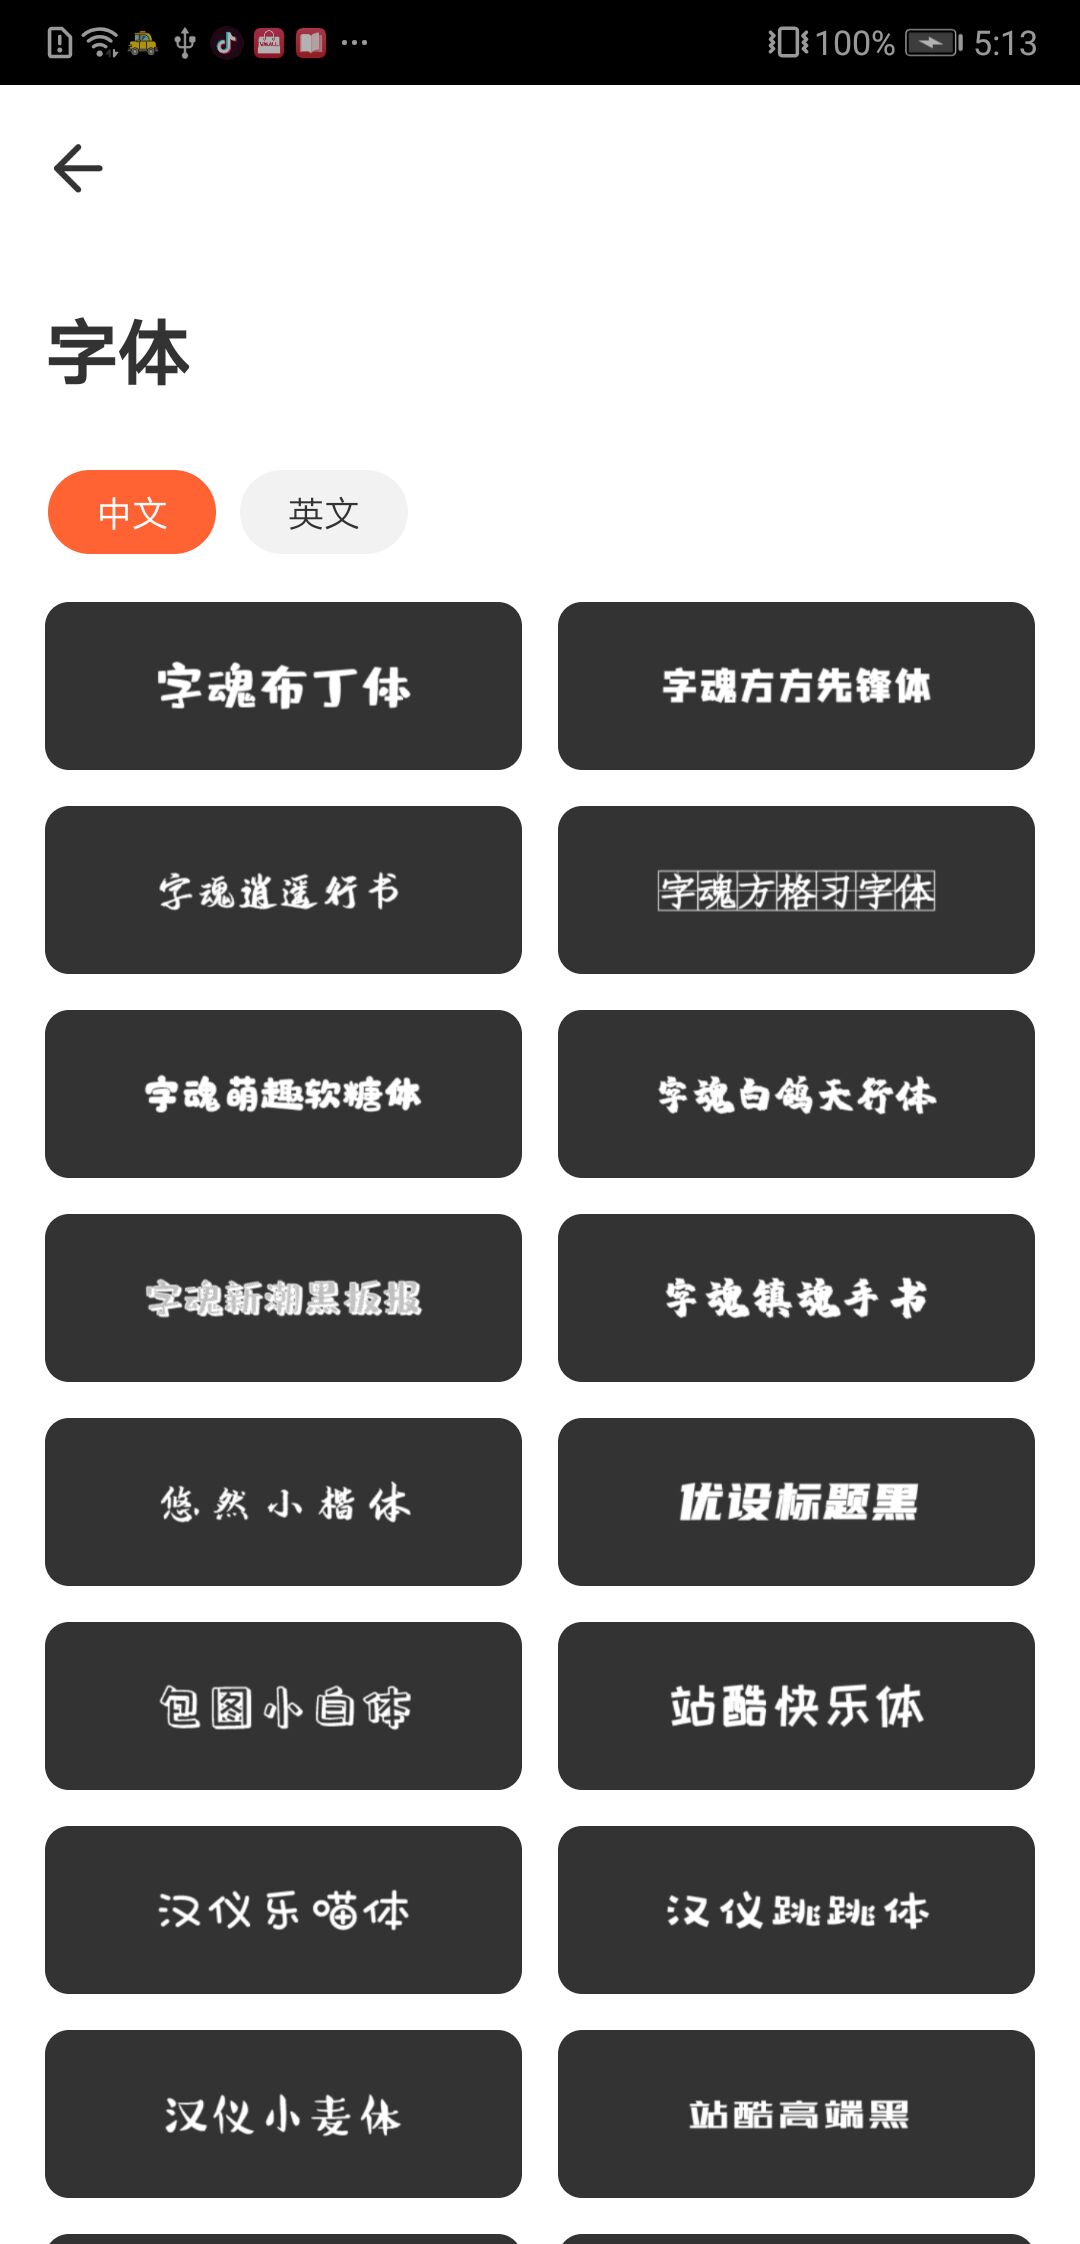 100% 5:13
字体
中文 英文
字魂布丁体 字魂方方先锋体
字魂逍遥行书 字魂方格习字体
字魂萌趣软糖体 字魂白鸽天行体
字魂新潮黑板报 字魂镇魂手书
悠然小楷体 优设标题黑
包图小白体 站酷快乐体
汉仪乐喵体 汉仪跳跳体
汉仪小麦体 站酷高端黑